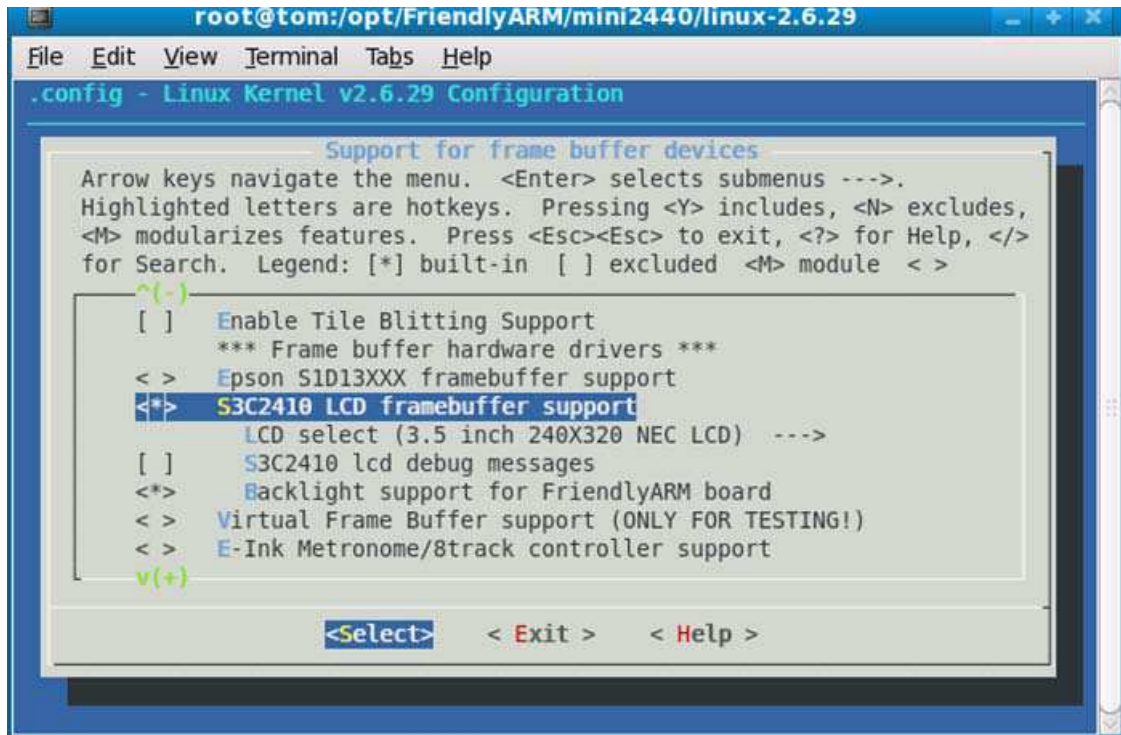 root@tom:/opt/FriendlyARM/mini2440/linux-2.6.29
File Edit View Terminal Tabs Help
.config - Linux Kernel v2.6.29 Configuration
Support for frame buffer devices
Arrow keys navigate the menu. <Enter> selects submenus --->.
Highlighted letters are hotkeys. Pressing <Y> includes, <N> excludes,
<M> modularizes features. Press <Esc><Esc> to exit, <?> for Help, </>
for Search. Legend: [*] built-in [ ] excluded <M> module < >
^(-)
[ ] Enable Tile Blitting Support
*** Frame buffer hardware drivers ***
< > Epson S1D13XXX framebuffer support
<*> S3C2410 LCD framebuffer support
LCD select (3.5 inch 240X320 NEC LCD) --->
[ ] S3C2410 lcd debug messages
<*> Backlight support for FriendlyARM board
< > Virtual Frame Buffer support (ONLY FOR TESTING!)
< > E-Ink Metronome/8track controller support
v(+)
<Select> < Exit > < Help >